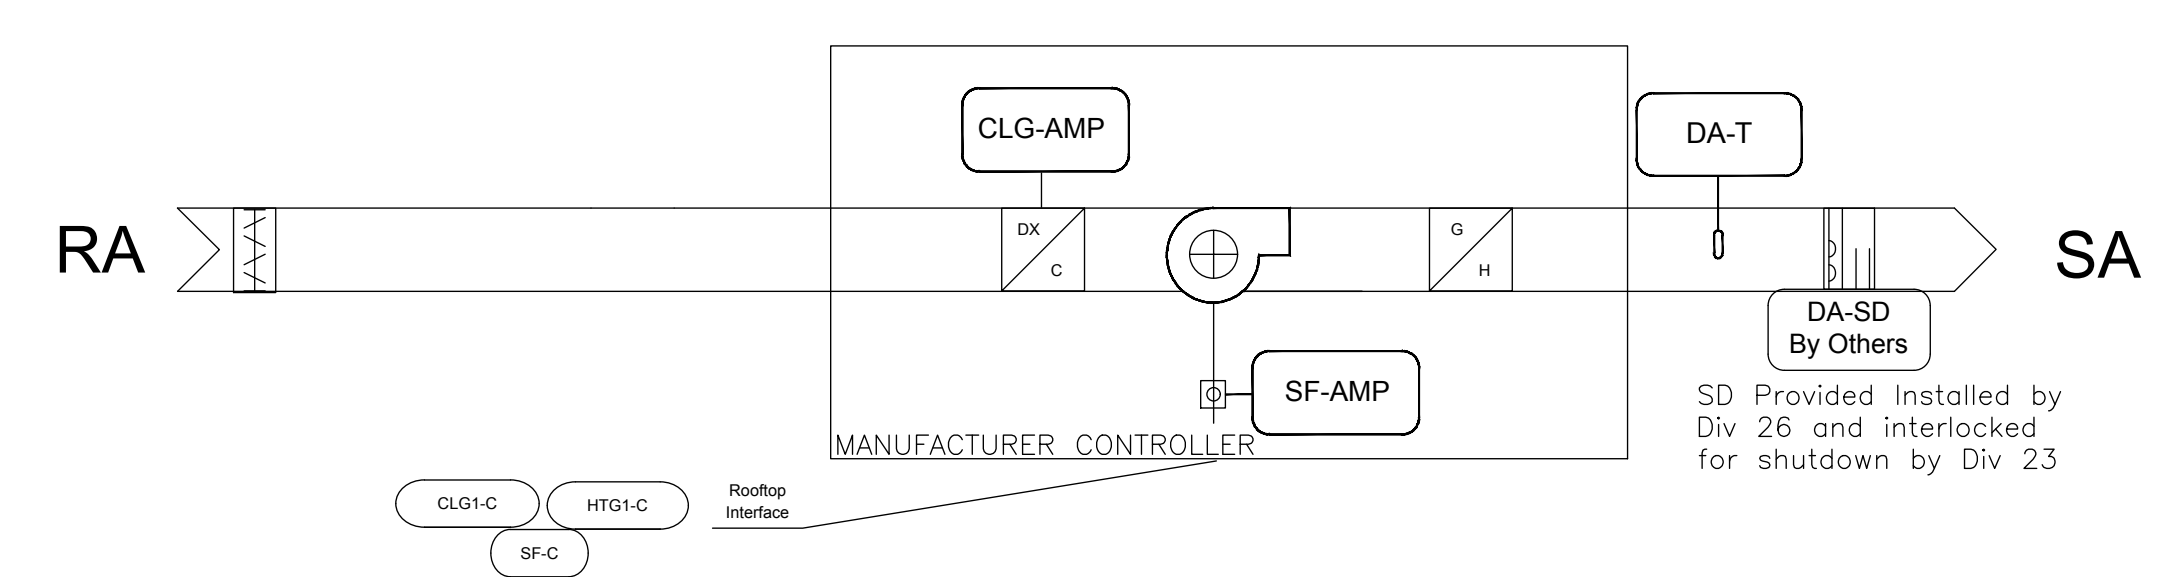 CLG-AMP
DA-T
RA
DX
C
G
H
SA
DA-SD
By Others
SF-AMP
SD Provided Installed by
Div 26 and interlocked
for shutdown by Div 23
MANUFACTURER CONTROLLER
CLG1-C
HTG1-C
SF-C
Rooftop
Interface